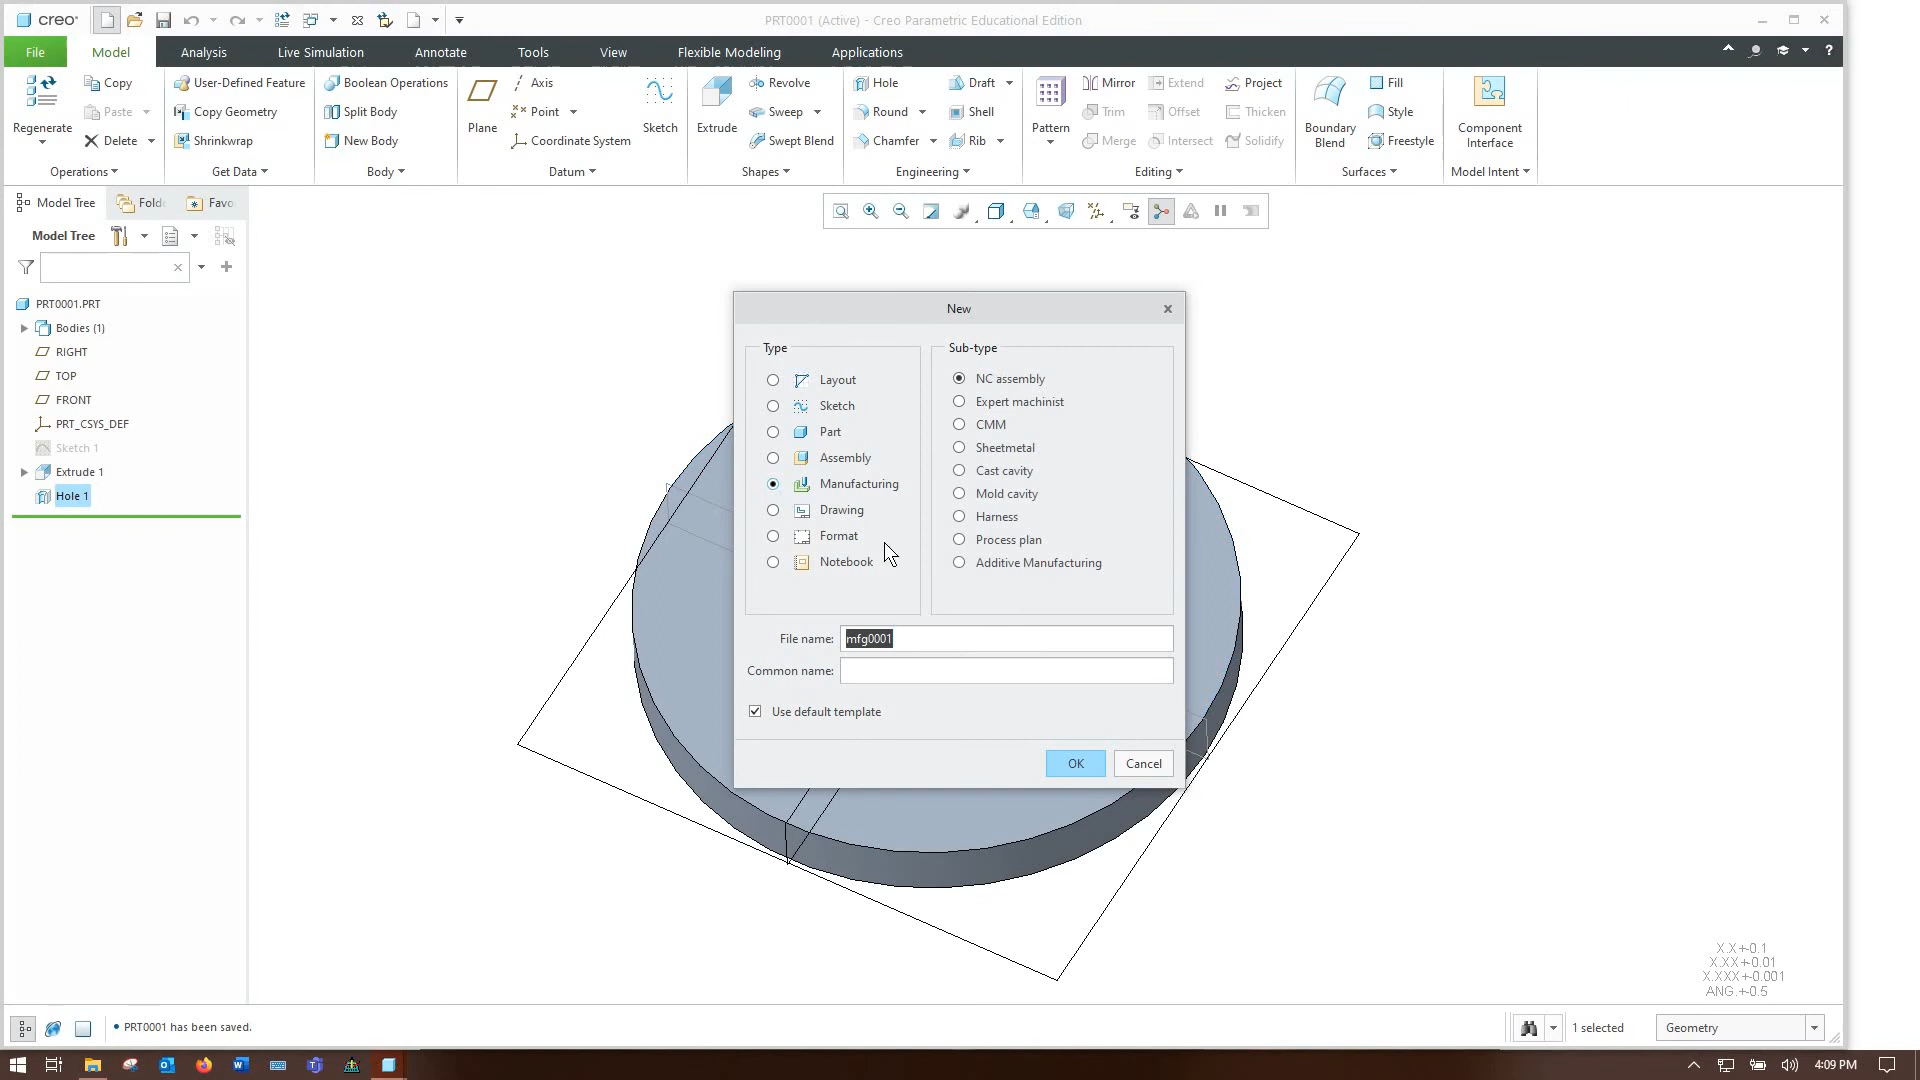 creo PRT0001 (Active) - Creo Parametric Educational Edition
File Model Analysis Live Simulation Annotate Tools View Flexible Modeling Applications ?
Copy User-Defined Feature Boolean Operations Axis Revolve Hole Draft Mirror Extend Project Fill
Paste Copy Geometry Split Body Point Sweep Round Shell Trim Offset Thicken Style
Regenerate Plane Sketch Extrude Pattern Boundary Blend Component Interface
Delete Shrinkwrap New Body Coordinate System Swept Blend Chamfer Rib Merge Intersect Solidify Freestyle
Operations Get Data Body Datum Shapes Engineering Editing Surfaces Model Intent
Model Tree Fold Favo
Model Tree
PRT0001.PRT
Bodies (1)
RIGHT
TOP
FRONT
PRT_CSYS_DEF
Sketch 1
Extrude 1
Hole 1
New
Type
Layout
Sketch
Part
Assembly
Manufacturing
Drawing
Format
Notebook
Sub-type
NC assembly
Expert machinist
CMM
Sheetmetal
Cast cavity
Mold cavity
Harness
Process plan
Additive Manufacturing
File name: mfg0001
Common name:
Use default template
OK Cancel
X.X+-0.1
X.XX+-0.01
X.XXX+-0.001
ANG.+-0.5
• PRT0001 has been saved. 1 selected Geometry
4:09 PM